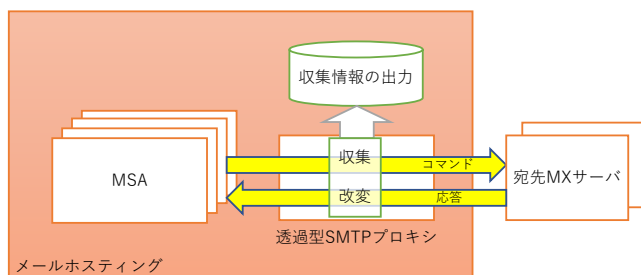 収集情報の出力
MSA
収集
コマンド
改変
応答
宛先MXサーバ
透過型SMTPプロキシ
メールホスティング